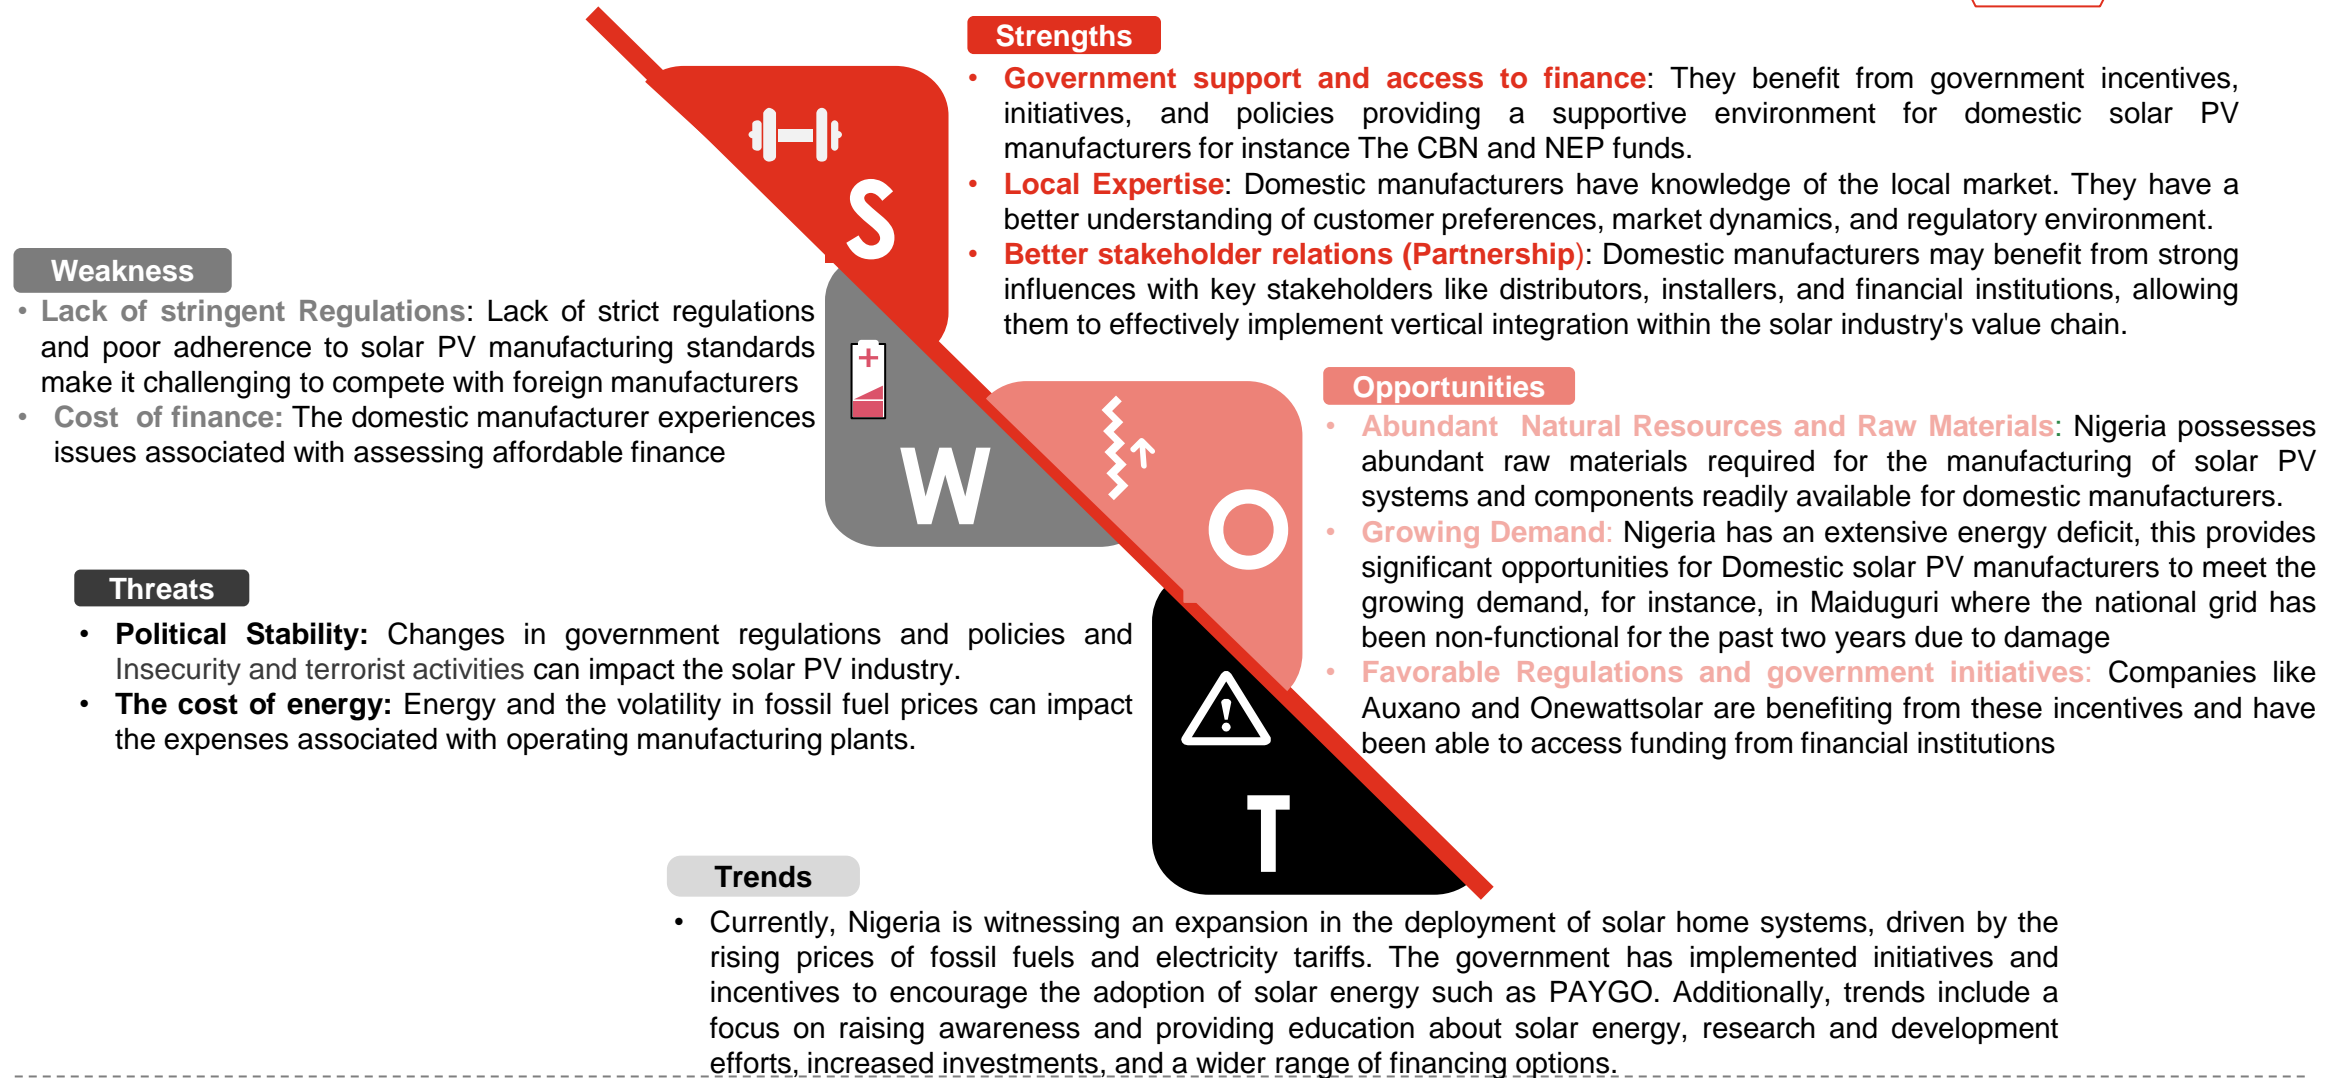 Strengths
• Government support and access to finance: They benefit from government incentives,
initiatives, and policies providing a supportive environment for domestic solar PV
manufacturers for instance The CBN and NEP funds.
• Local Expertise: Domestic manufacturers have knowledge of the local market. They have a
better understanding of customer preferences, market dynamics, and regulatory environment.
• Better stakeholder relations (Partnership): Domestic manufacturers may benefit from strong
influences with key stakeholders like distributors, installers, and financial institutions, allowing
them to effectively implement vertical integration within the solar industry's value chain.
S
Weakness
• Lack of stringent Regulations: Lack of strict regulations
and poor adherence to solar PV manufacturing standards
make it challenging to compete with foreign manufacturers
• Cost of finance: The domestic manufacturer experiences
issues associated with assessing affordable finance
W
Opportunities
• Abundant Natural Resources and Raw Materials: Nigeria possesses
abundant raw materials required for the manufacturing of solar PV
systems and components readily available for domestic manufacturers.
• Growing Demand: Nigeria has an extensive energy deficit, this provides
significant opportunities for Domestic solar PV manufacturers to meet the
growing demand, for instance, in Maiduguri where the national grid has
been non-functional for the past two years due to damage
• Favorable Regulations and government initiatives: Companies like
Auxano and Onewattsolar are benefiting from these incentives and have
been able to access funding from financial institutions
O
Threats
• Political Stability: Changes in government regulations and policies and
Insecurity and terrorist activities can impact the solar PV industry.
• The cost of energy: Energy and the volatility in fossil fuel prices can impact
the expenses associated with operating manufacturing plants.
T
Trends
• Currently, Nigeria is witnessing an expansion in the deployment of solar home systems, driven by the
rising prices of fossil fuels and electricity tariffs. The government has implemented initiatives and
incentives to encourage the adoption of solar energy such as PAYGO. Additionally, trends include a
focus on raising awareness and providing education about solar energy, research and development
efforts, increased investments, and a wider range of financing options.